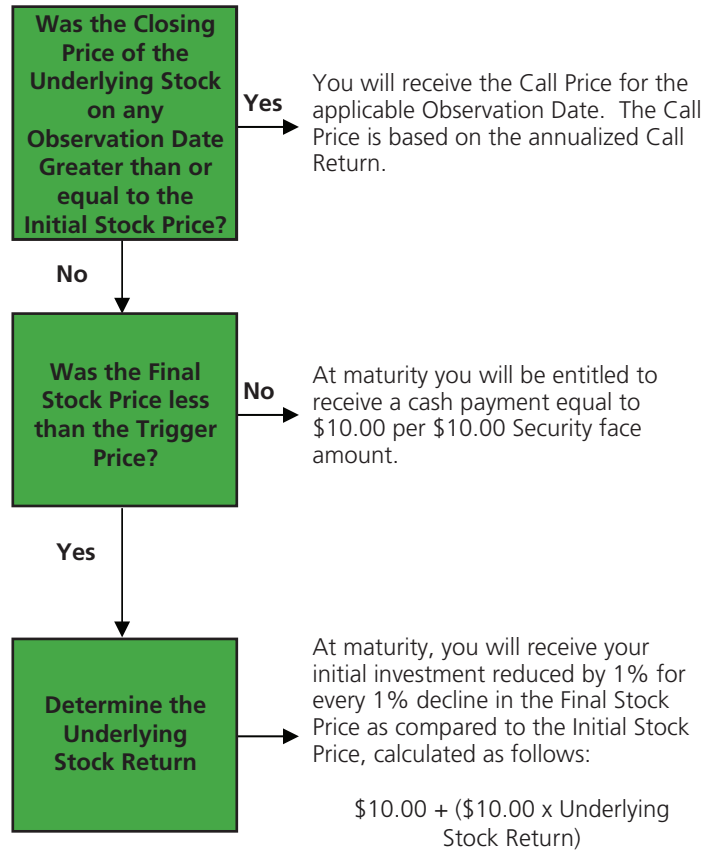 Was the Closing
Price of the
Underlying Stock
on any
Observation Date
Greater than or
equal to the
Initial Stock Price?
Yes
You will receive the Call Price for the
applicable Observation Date.  The Call
Price is based on the annualized Call
Return.
No
Was the Final
Stock Price less
than the Trigger
Price?
No
At maturity you will be entitled to
receive a cash payment equal to
$10.00 per $10.00 Security face
amount.
Yes
Determine the
Underlying
Stock Return
At maturity, you will receive your
initial investment reduced by 1% for
every 1% decline in the Final Stock
Price as compared to the Initial Stock
Price, calculated as follows:
$10.00 + ($10.00 x Underlying
Stock Return)